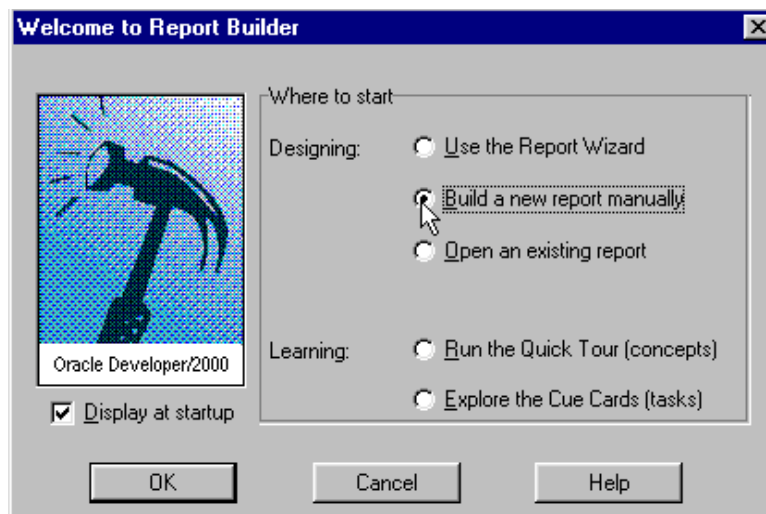 Welcome to Report Builder
Where to start
Designing:
Use the Report Wizard
Build a new report manually
Open an existing report
Learning:
Run the Quick Tour (concepts)
Explore the Cue Cards (tasks)
Oracle Developer/2000
Display at startup
OK
Cancel
Help